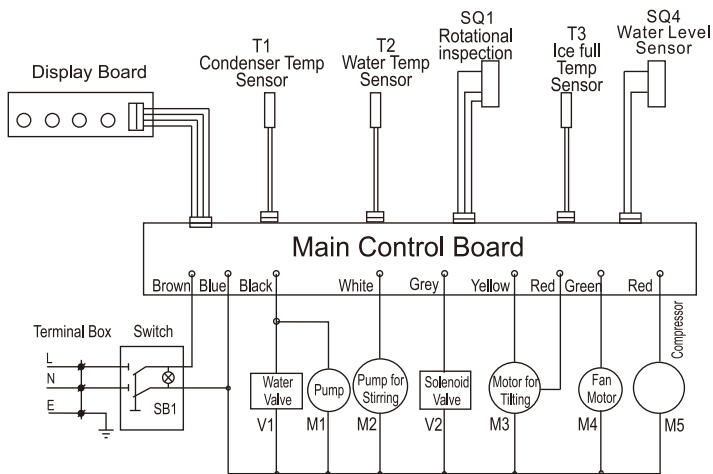 Display Board
T1
Condenser Temp
Sensor
T2
Water Temp
Sensor
SQ1
Rotational
inspection
T3
Ice full
Temp
Sensor
SQ4
Water Level
Sensor
Main Control Board
Brown Blue Black White Grey Yellow Red Green Red
Terminal Box Switch
L
N
E
SB1
Water
Valve
V1
Pump
M1
Pump for
Stirring
M2
Solenoid
Valve
V2
Motor for
Tilting
M3
Fan
Motor
M4
Compressor
M5